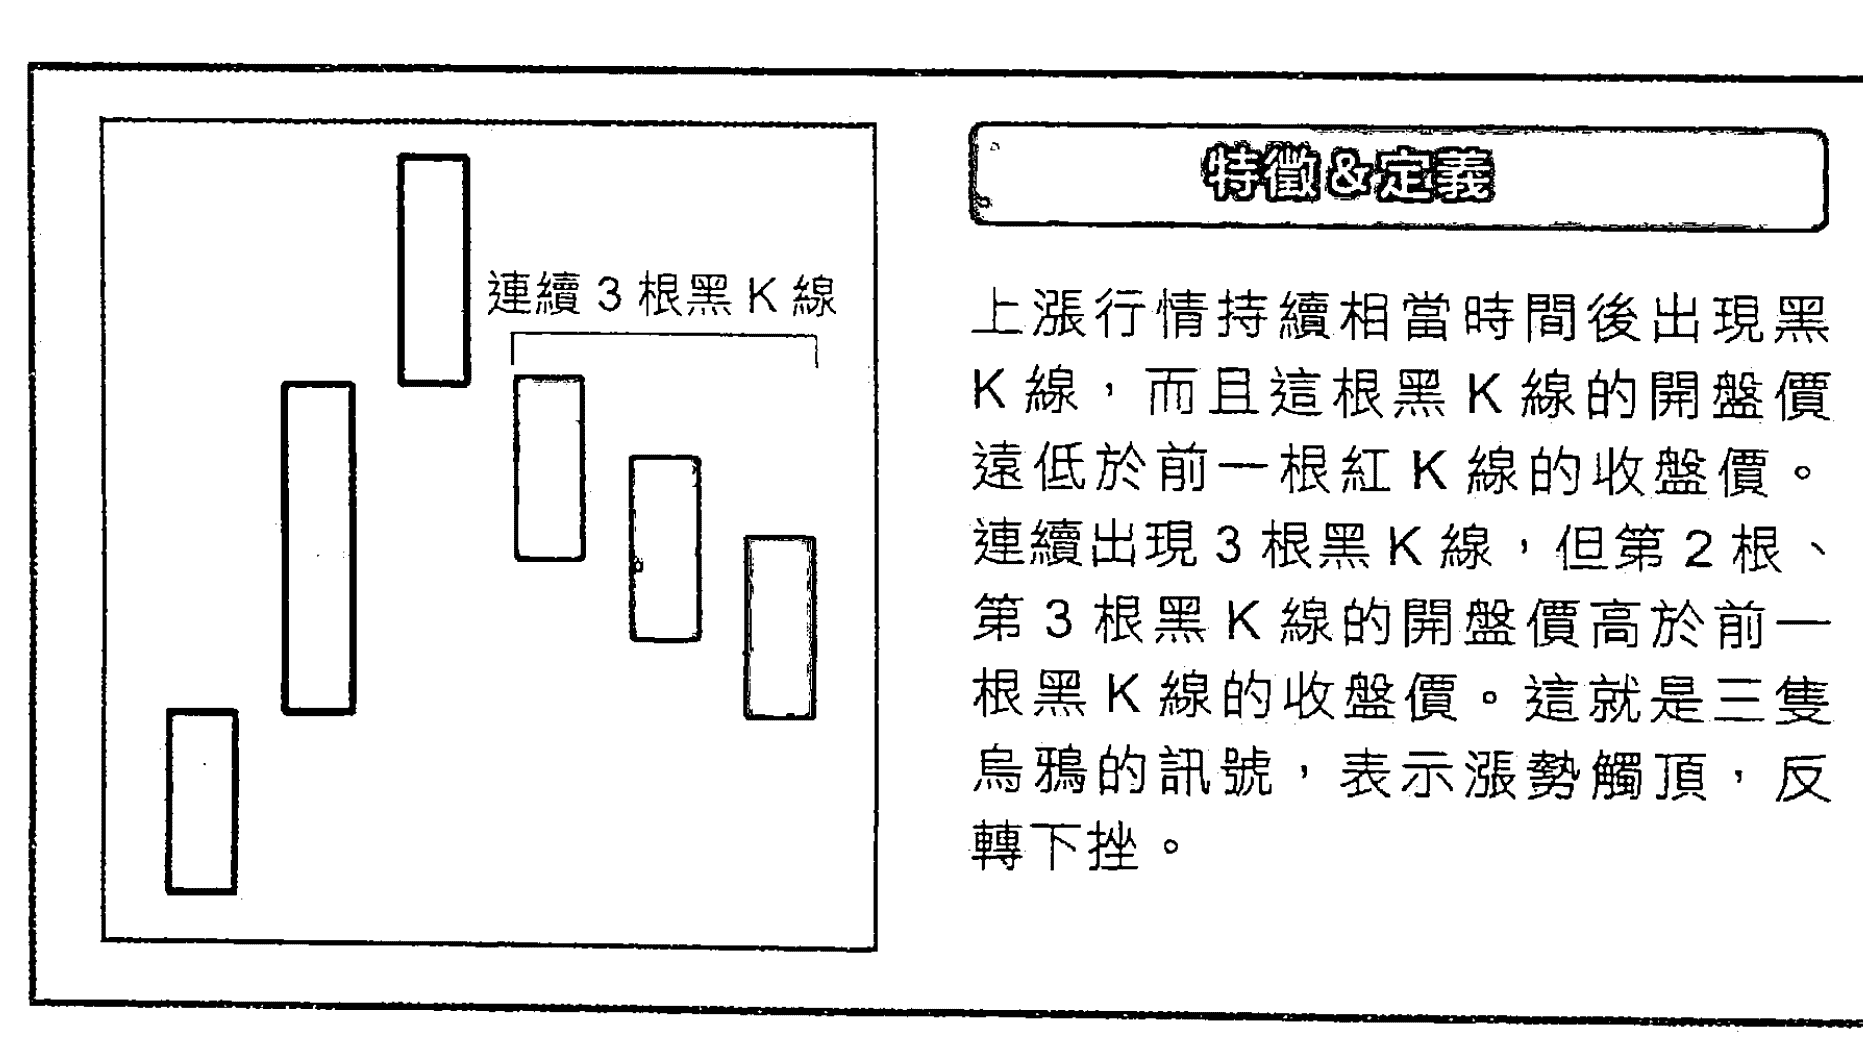 特徵&定義
連續 3 根黑 K 線
上漲行情持續相當時間後出現黑
K 線，而且這根黑 K 線的開盤價
遠低於前一根紅 K 線的收盤價。
連續出現 3 根黑 K 線，但第 2 根、
第 3 根黑 K 線的開盤價高於前一
根黑 K 線的收盤價。這就是三隻
烏鴉的訊號，表示漲勢觸頂，反
轉下挫。